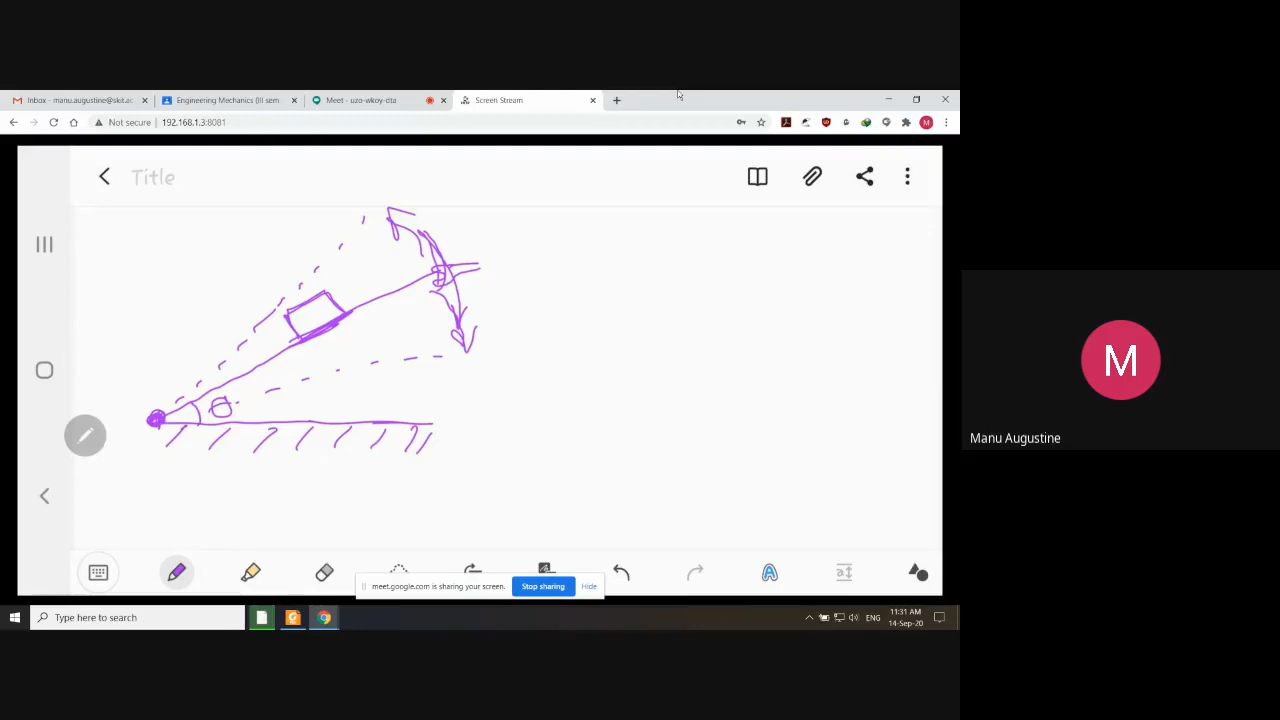 Inbox - manu.augustine@skit.a
Engineering Mechanics (III sem
Meet - uzo-wkoy-dta
Screen Stream
Not secure
192.168.1.3:8081
Title
θ
M
Manu Augustine
A
meet.google.com is sharing your screen.
Stop sharing
Hide
Type here to search
ENG
11:31 AM
14-Sep-20